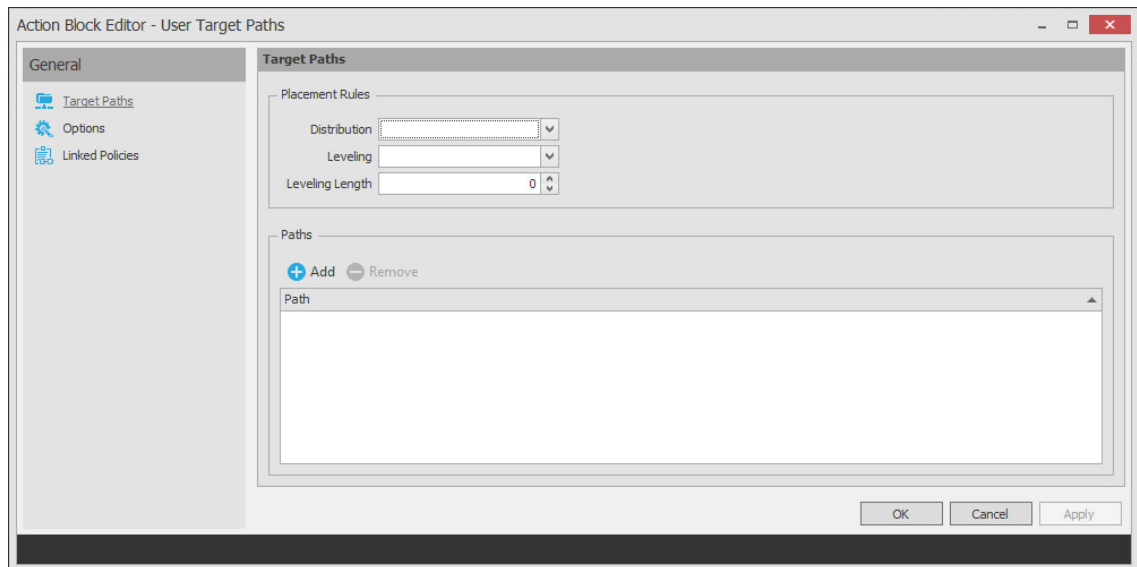 Action Block Editor - User Target Paths
General
Target Paths
Options
Linked Policies
Target Paths
Placement Rules
Distribution
Leveling
Leveling Length 0
Paths
Add Remove
Path
OK Cancel Apply